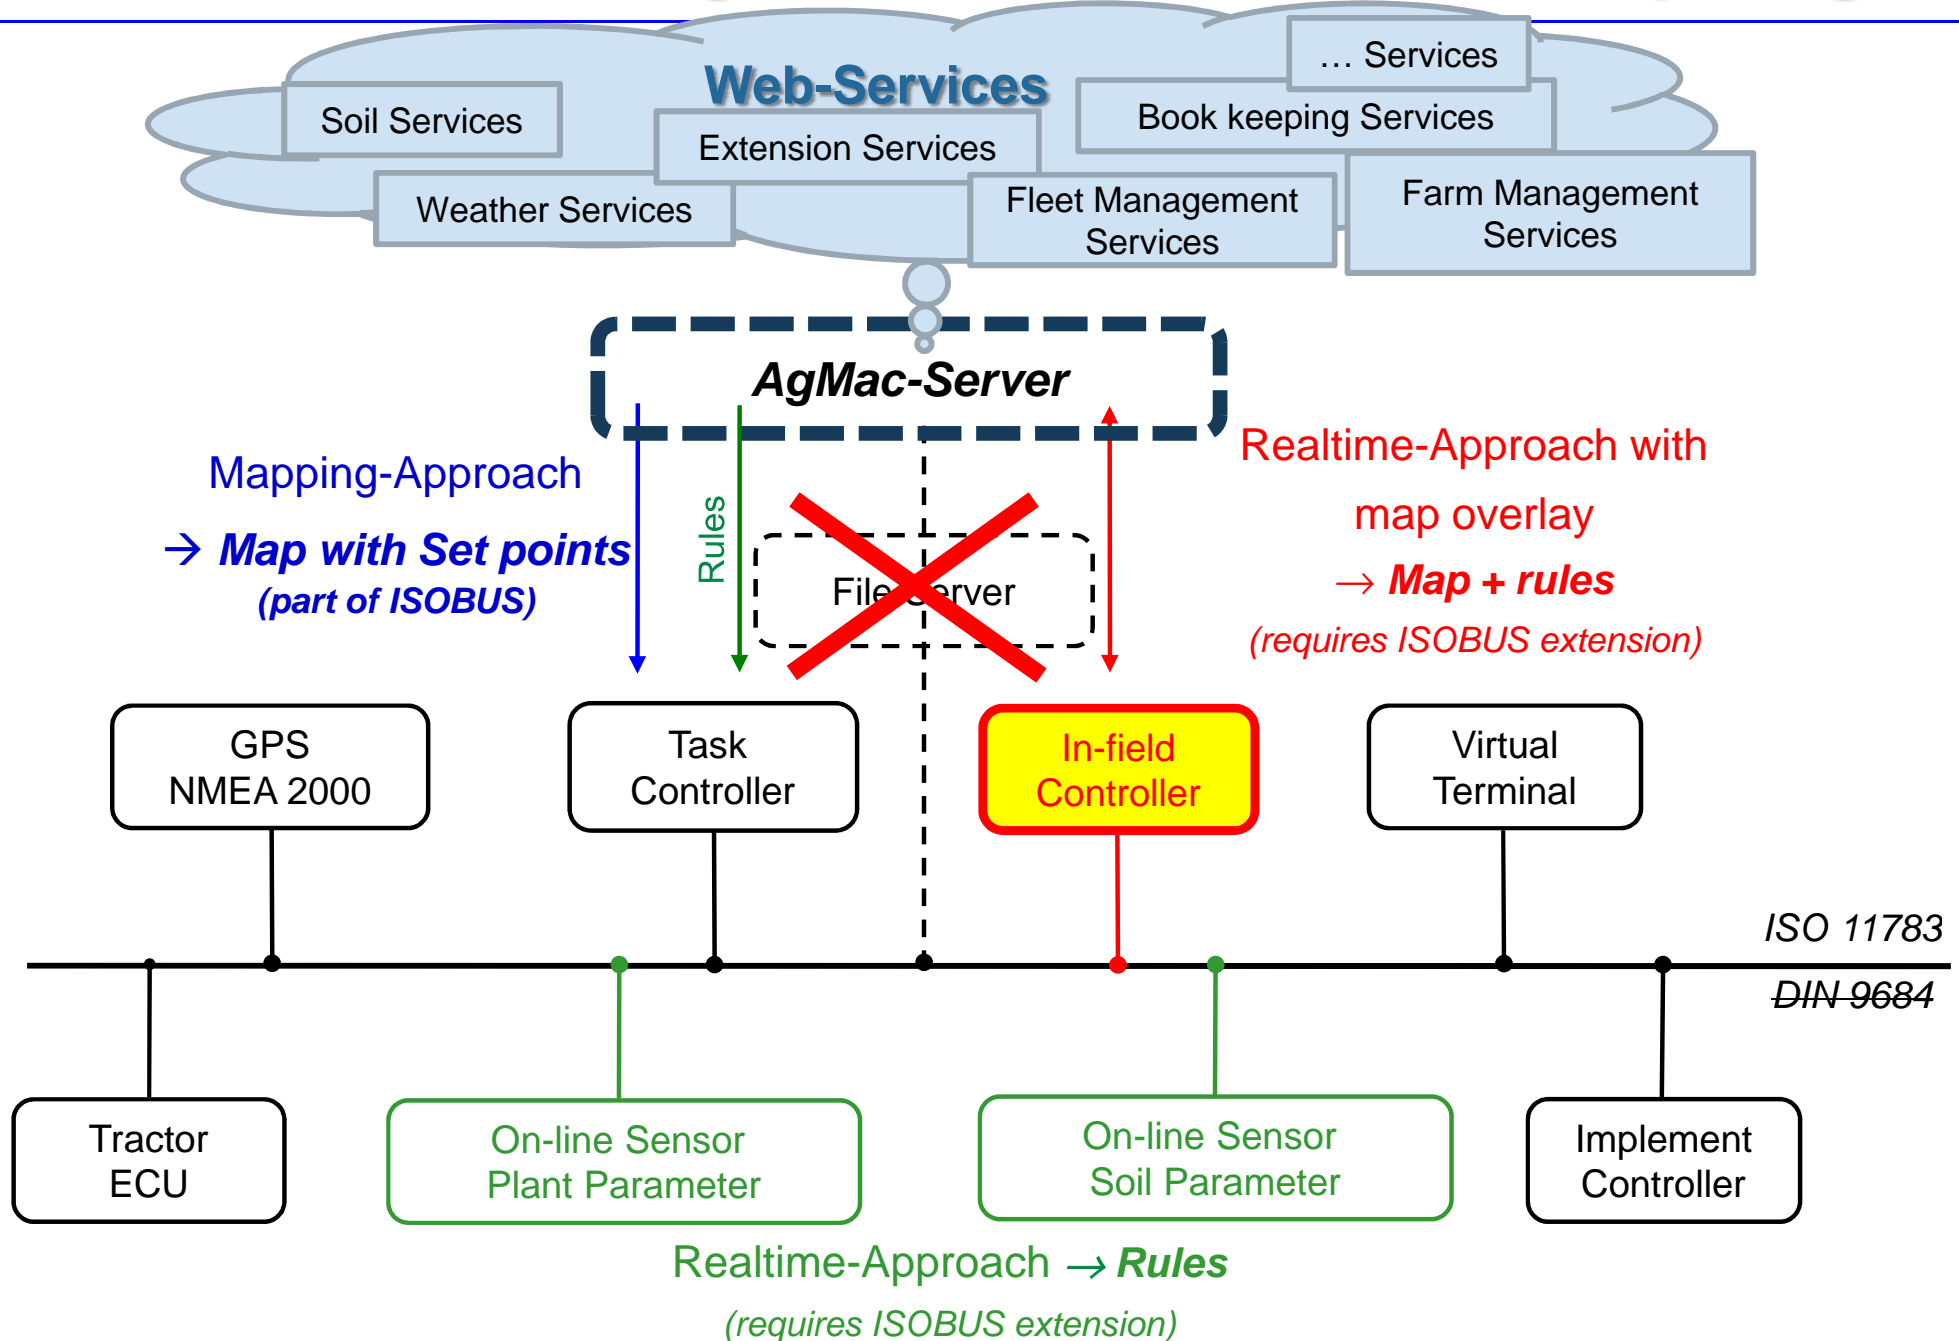 Web-Services
… Services
Soil Services
Book keeping Services
Extension Services
Weather Services
Fleet Management
Services
Farm Management
Services
AgMac-Server
Mapping-Approach
→ Map with Set points
(part of ISOBUS)
Rules
File Server
Realtime-Approach with
map overlay
→ Map + rules
(requires ISOBUS extension)
GPS
NMEA 2000
Task
Controller
In-field
Controller
Virtual
Terminal
ISO 11783
DIN 9684
Tractor
ECU
On-line Sensor
Plant Parameter
On-line Sensor
Soil Parameter
Implement
Controller
Realtime-Approach → Rules
(requires ISOBUS extension)